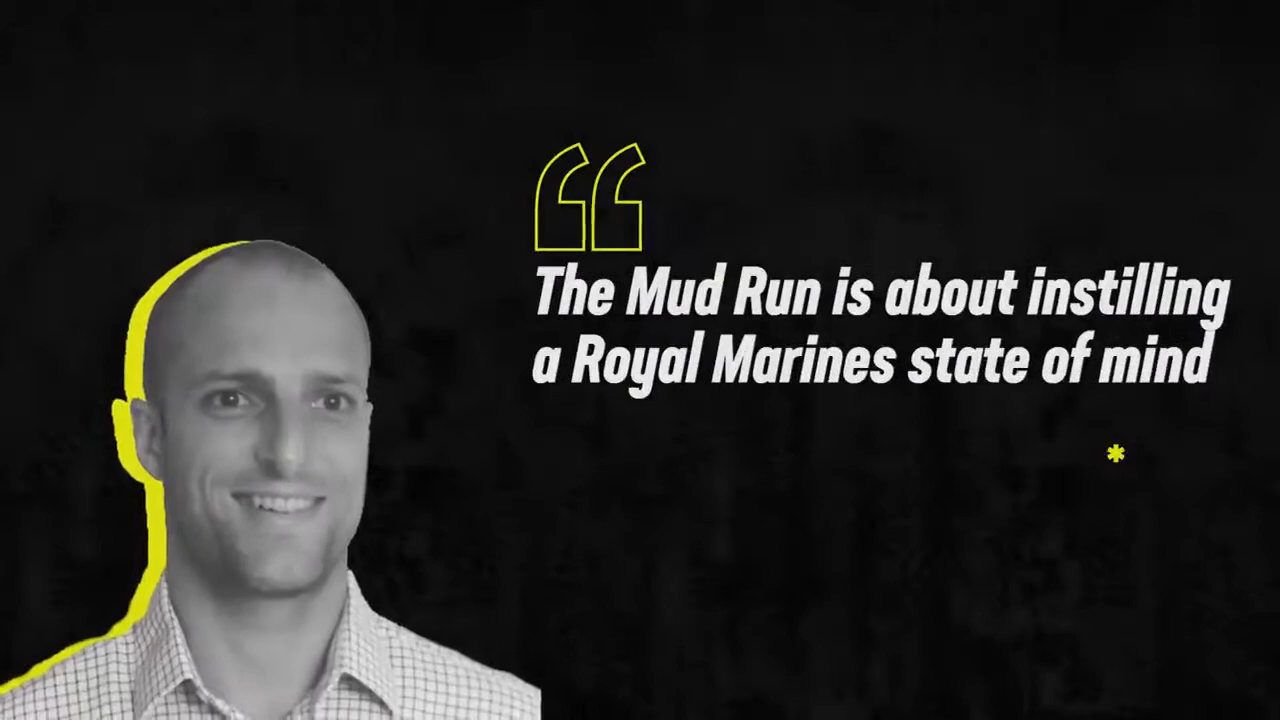 “
The Mud Run is about instilling
a Royal Marines state of mind
*